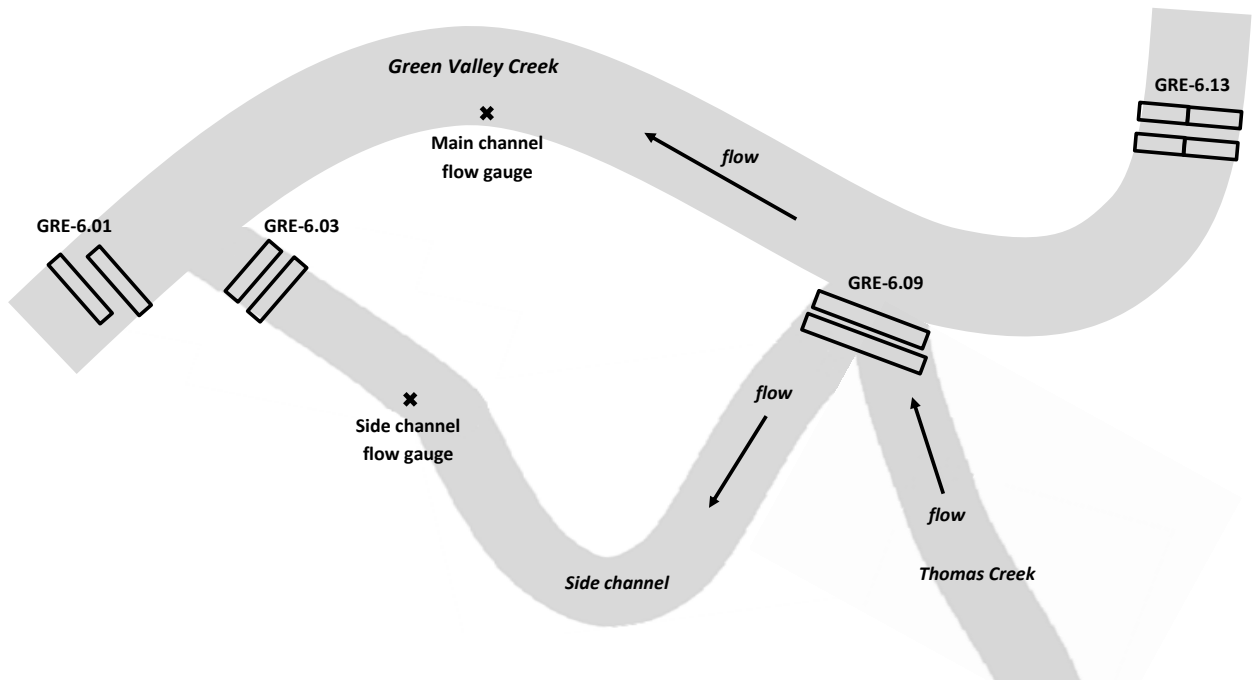 Green Valley Creek
GRE-6.13
Main channel
flow gauge
flow
GRE-6.01
GRE-6.03
GRE-6.09
flow
Side channel
flow gauge
flow
Side channel
Thomas Creek